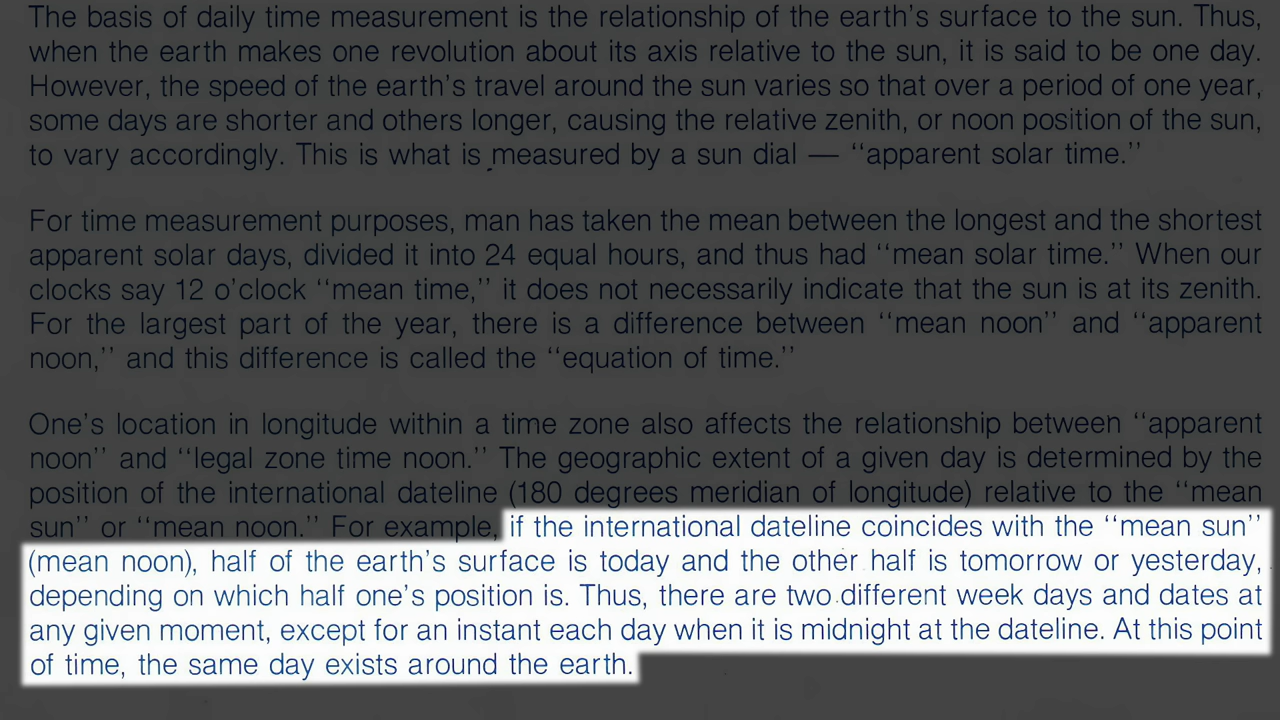 The basis of daily time measurement is the relationship of the earth's surface to the sun. Thus,
when the earth makes one revolution about its axis relative to the sun, it is said to be one day.
However, the speed of the earth's travel around the sun varies so that over a period of one year,
some days are shorter and others longer, causing the relative zenith, or noon position of the sun,
to vary accordingly. This is what is measured by a sun dial — ‘‘apparent solar time.’’
For time measurement purposes, man has taken the mean between the longest and the shortest
apparent solar days, divided it into 24 equal hours, and thus had ‘‘mean solar time.’’ When our
clocks say 12 o'clock ‘‘mean time,’’ it does not necessarily indicate that the sun is at its zenith.
For the largest part of the year, there is a difference between ‘‘mean noon’’ and ‘‘apparent
noon,’’ and this difference is called the ‘‘equation of time.’’
One's location in longitude within a time zone also affects the relationship between ‘‘apparent
noon’’ and ‘‘legal zone time noon.’’ The geographic extent of a given day is determined by the
position of the international dateline (180 degrees meridian of longitude) relative to the ‘‘mean
sun’’ or ‘‘mean noon.’’ For example, if the international dateline coincides with the ‘‘mean sun’’
(mean noon), half of the earth's surface is today and the other half is tomorrow or yesterday,
depending on which half one's position is. Thus, there are two different week days and dates at
any given moment, except for an instant each day when it is midnight at the dateline. At this point
of time, the same day exists around the earth.